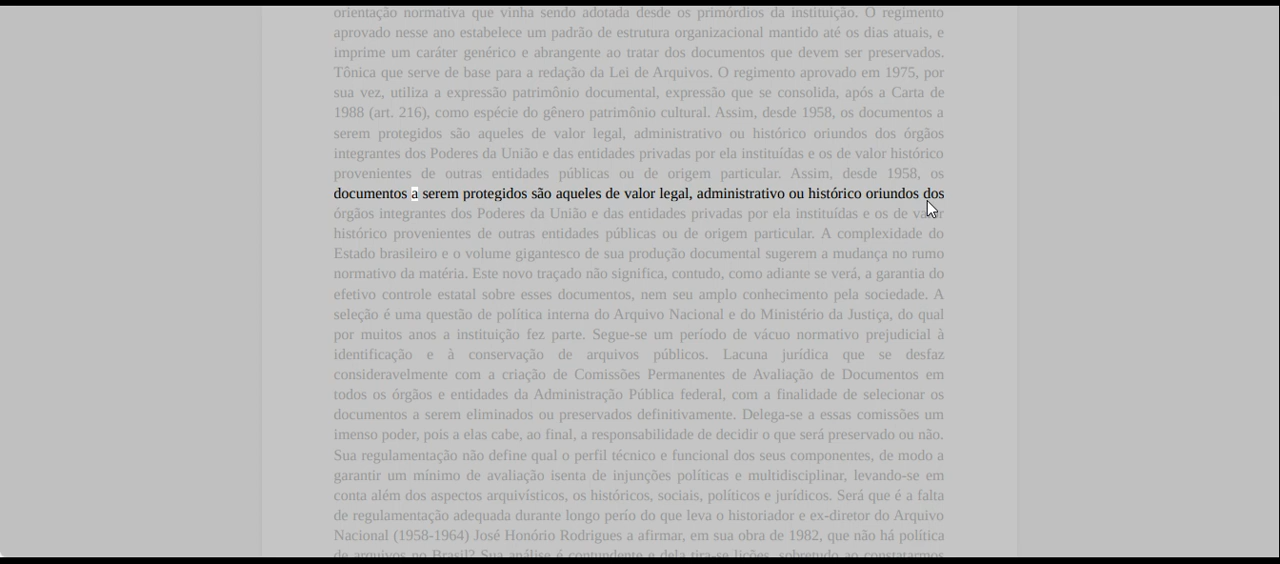 orientação normativa que vinha sendo adotada desde os primórdios da instituição. O regimento
aprovado nesse ano estabelece um padrão de estrutura organizacional mantido até os dias atuais, e
imprime um caráter genérico e abrangente ao tratar dos documentos que devem ser preservados.
Tônica que serve de base para a redação da Lei de Arquivos. O regimento aprovado em 1975, por
sua vez, utiliza a expressão patrimônio documental, expressão que se consolida, após a Carta de
1988 (art. 216), como espécie do gênero patrimônio cultural. Assim, desde 1958, os documentos a
serem protegidos são aqueles de valor legal, administrativo ou histórico oriundos dos órgãos
integrantes dos Poderes da União e das entidades privadas por ela instituídas e os de valor histórico
provenientes de outras entidades públicas ou de origem particular. Assim, desde 1958, os
documentos a serem protegidos são aqueles de valor legal, administrativo ou histórico oriundos dos
órgãos integrantes dos Poderes da União e das entidades privadas por ela instituídas e os de valor
histórico provenientes de outras entidades públicas ou de origem particular. A complexidade do
Estado brasileiro e o volume gigantesco de sua produção documental sugerem a mudança no rumo
normativo da matéria. Este novo traçado não significa, contudo, como adiante se verá, a garantia do
efetivo controle estatal sobre esses documentos, nem seu amplo conhecimento pela sociedade. A
seleção é uma questão de política interna do Arquivo Nacional e do Ministério da Justiça, do qual
por muitos anos a instituição fez parte. Segue-se um período de vácuo normativo prejudicial à
identificação e à conservação de arquivos públicos. Lacuna jurídica que se desfaz
consideravelmente com a criação de Comissões Permanentes de Avaliação de Documentos em
todos os órgãos e entidades da Administração Pública federal, com a finalidade de selecionar os
documentos a serem eliminados ou preservados definitivamente. Delega-se a essas comissões um
imenso poder, pois a elas cabe, ao final, a responsabilidade de decidir o que será preservado ou não.
Sua regulamentação não define qual o perfil técnico e funcional dos seus componentes, de modo a
garantir um mínimo de avaliação isenta de injunções políticas e multidisciplinar, levando-se em
conta além dos aspectos arquivísticos, os históricos, sociais, políticos e jurídicos. Será que é a falta
de regulamentação adequada durante longo perío do que leva o historiador e ex-diretor do Arquivo
Nacional (1958-1964) José Honório Rodrigues a afirmar, em sua obra de 1982, que não há política
de arquivos no Brasil? Sua análise é contundente e dela tira-se lições, sobretudo ao constatarmos